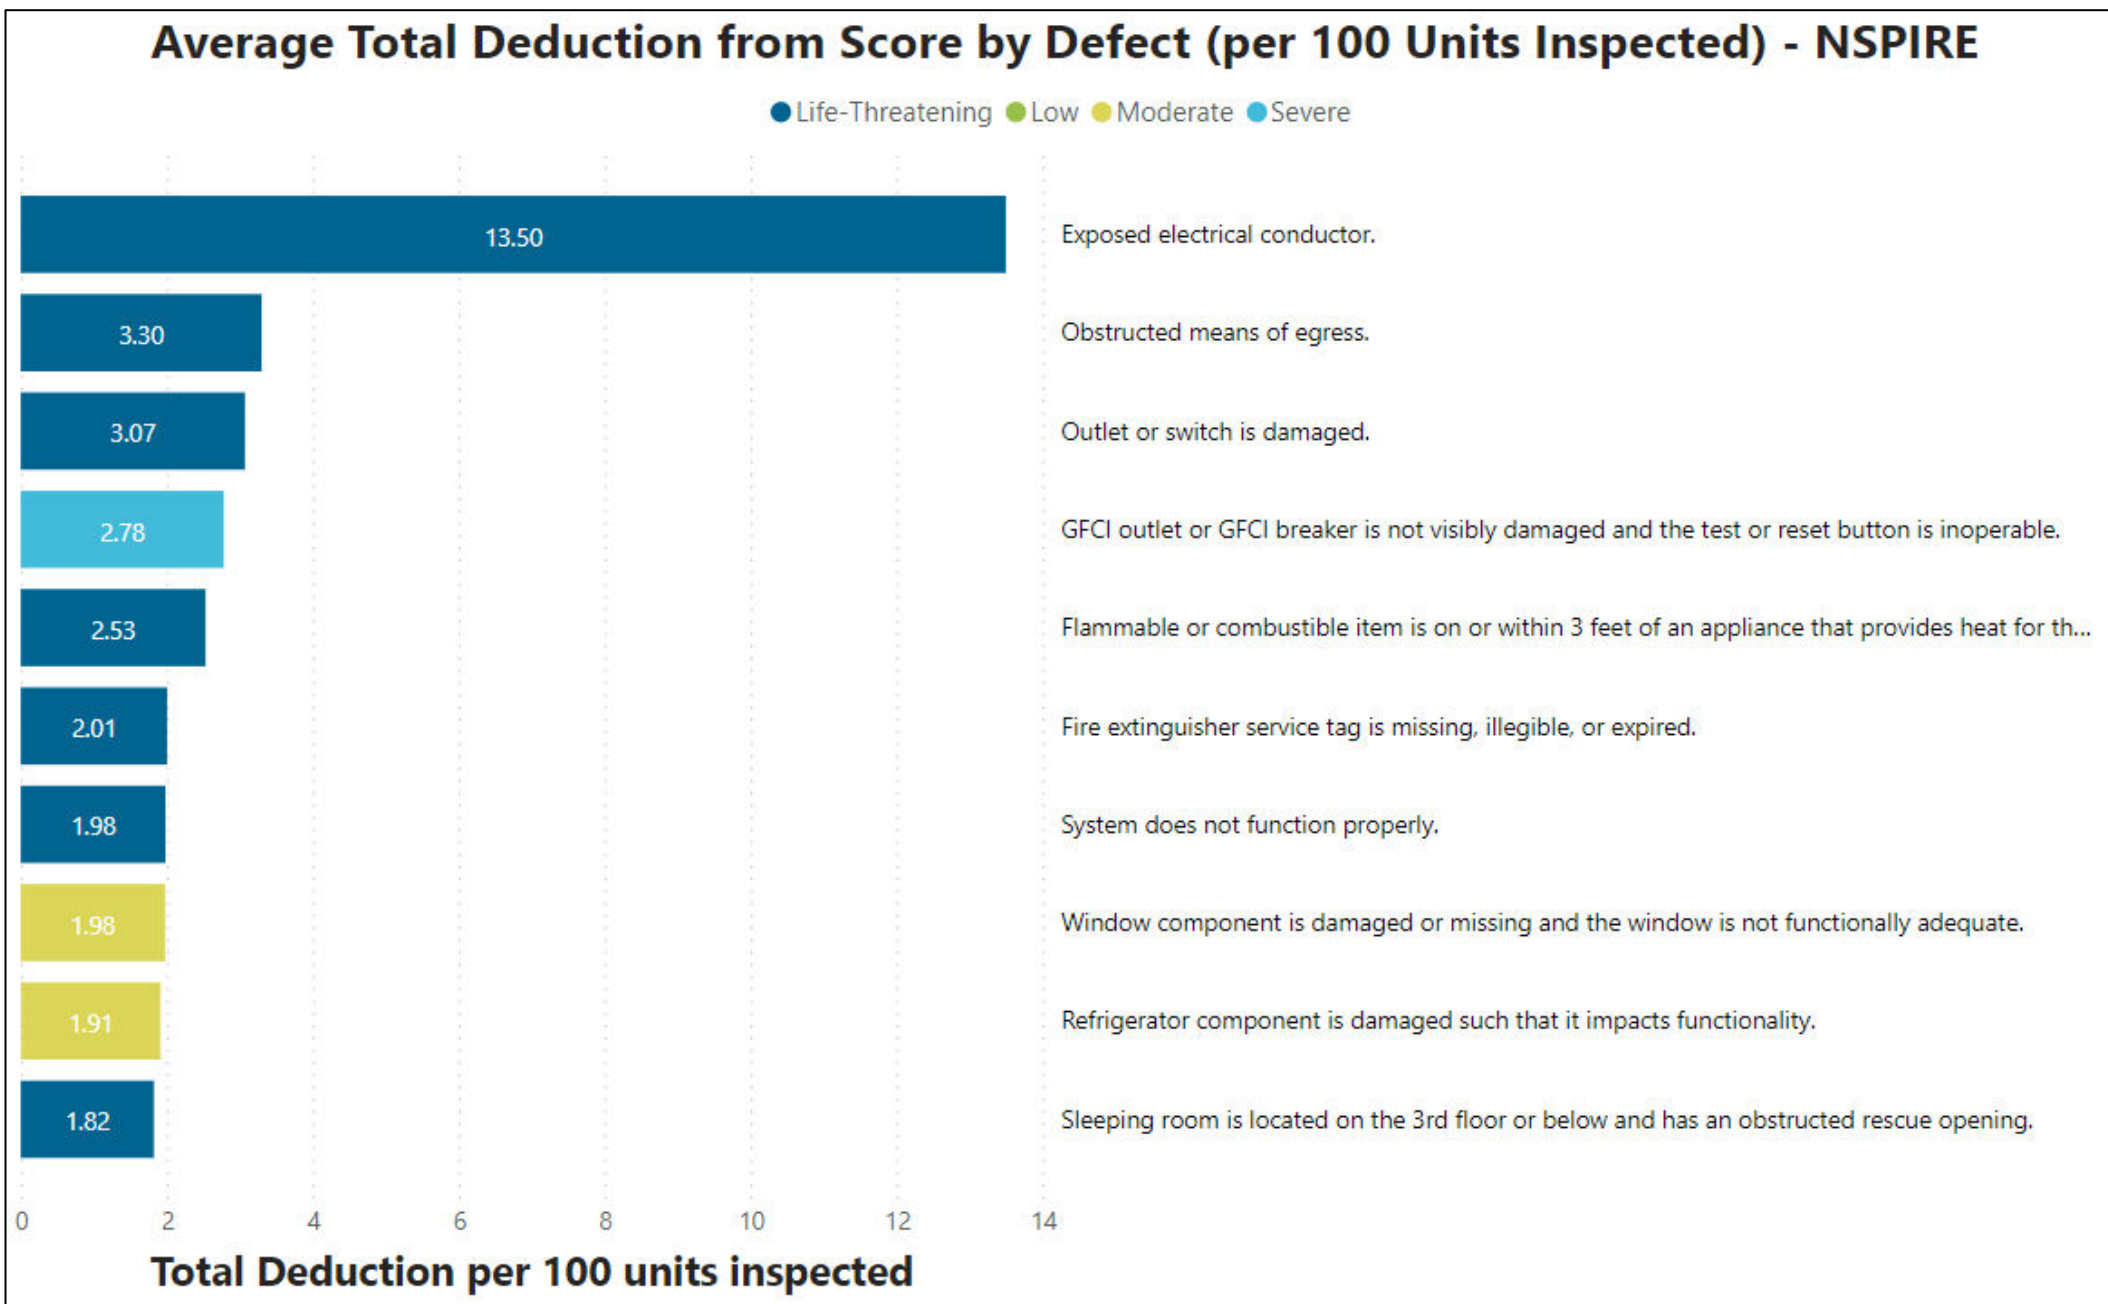 Average Total Deduction from Score by Defect (per 100 Units Inspected) - NSPIRE
Life-Threatening Low Moderate Severe
13.50 Exposed electrical conductor.
3.30 Obstructed means of egress.
3.07 Outlet or switch is damaged.
2.78 GFCI outlet or GFCI breaker is not visibly damaged and the test or reset button is inoperable.
2.53 Flammable or combustible item is on or within 3 feet of an appliance that provides heat for th...
2.01 Fire extinguisher service tag is missing, illegible, or expired.
1.98 System does not function properly.
1.98 Window component is damaged or missing and the window is not functionally adequate.
1.91 Refrigerator component is damaged such that it impacts functionality.
1.82 Sleeping room is located on the 3rd floor or below and has an obstructed rescue opening.
0 2 4 6 8 10 12 14
Total Deduction per 100 units inspected